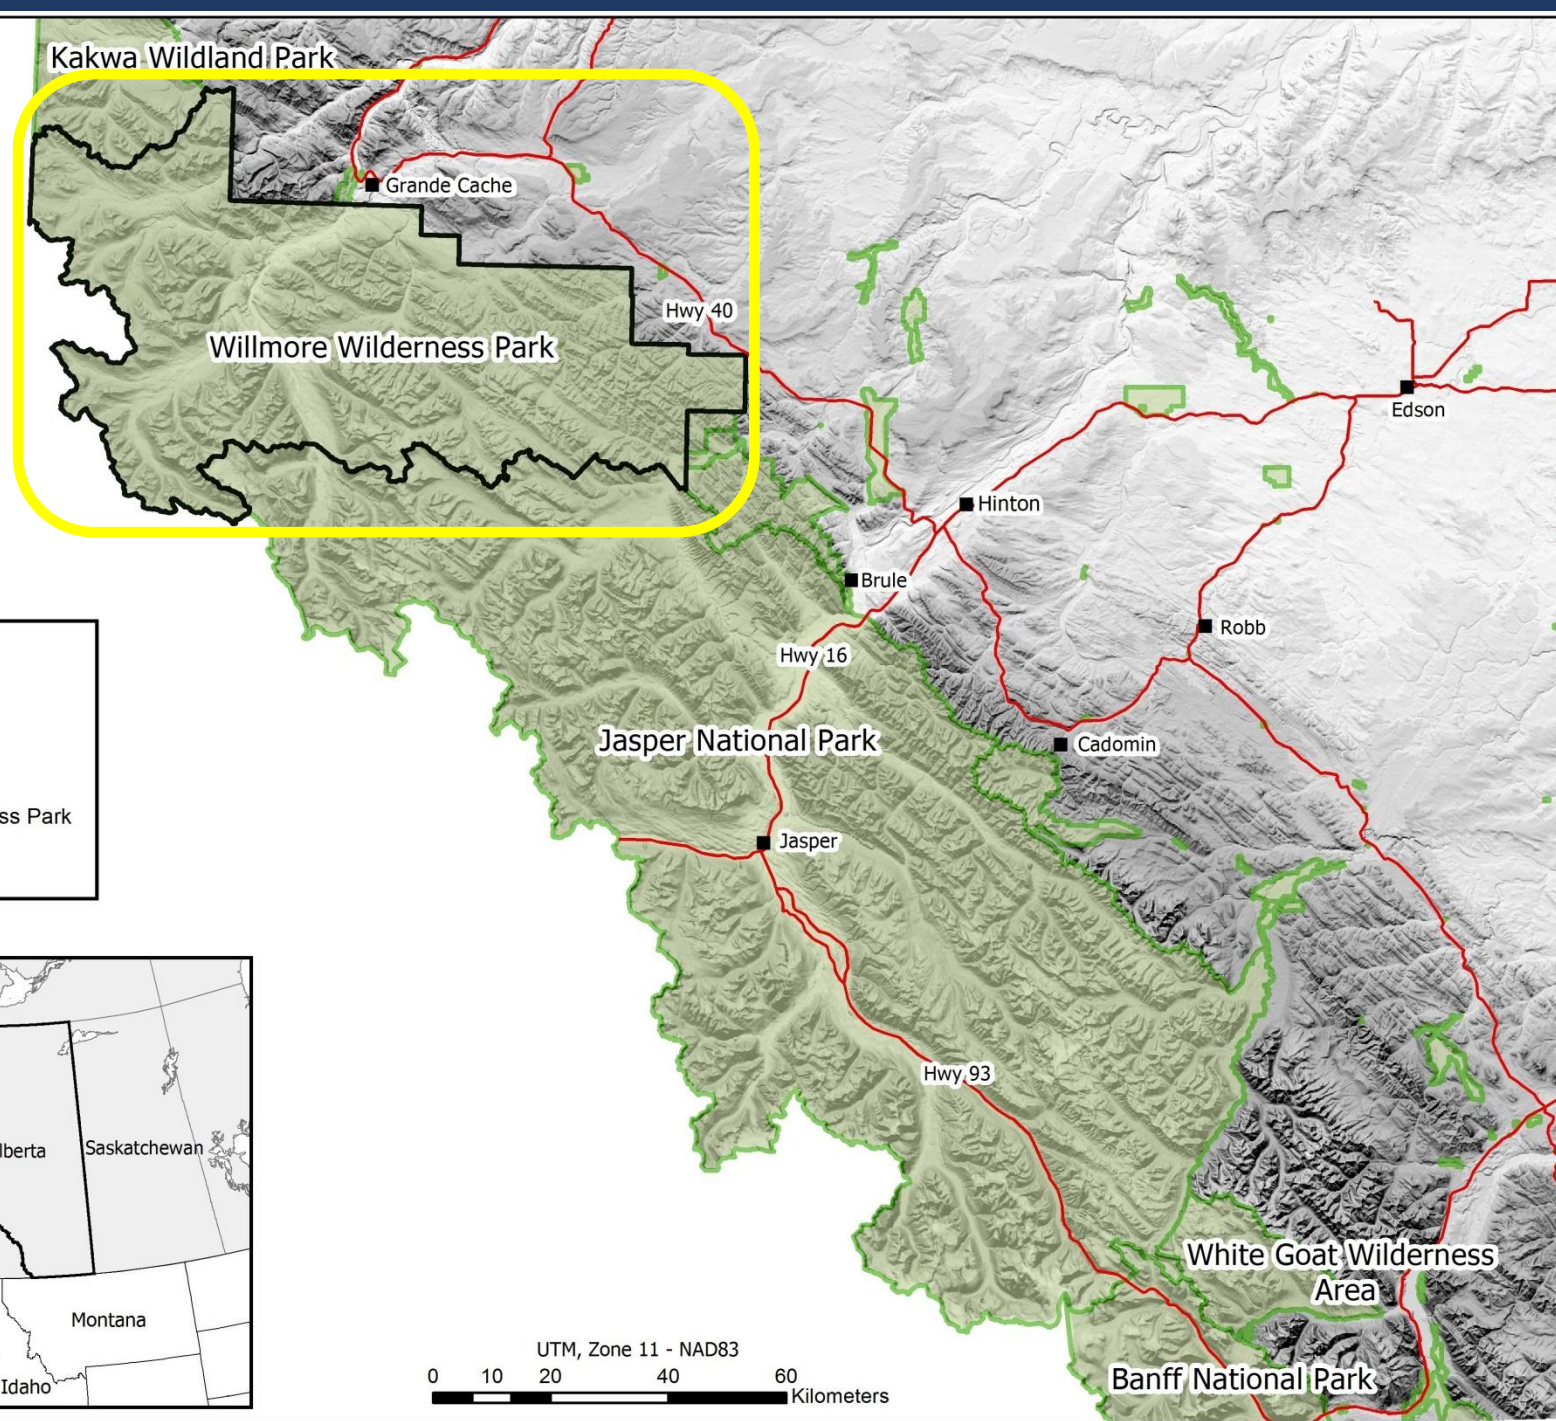 Kakwa Wildland Park
Grande Cache
Hwy 40
Willmore Wilderness Park
Edson
Hinton
Brule
Robb
Hwy 16
Jasper National Park
Cadomin
ss Park
Jasper
Hwy 93
lberta
Saskatchewan
White Goat Wilderness
Area
Montana
UTM, Zone 11 - NAD83
Idaho
0 10 20 40 60
Kilometers
Banff National Park